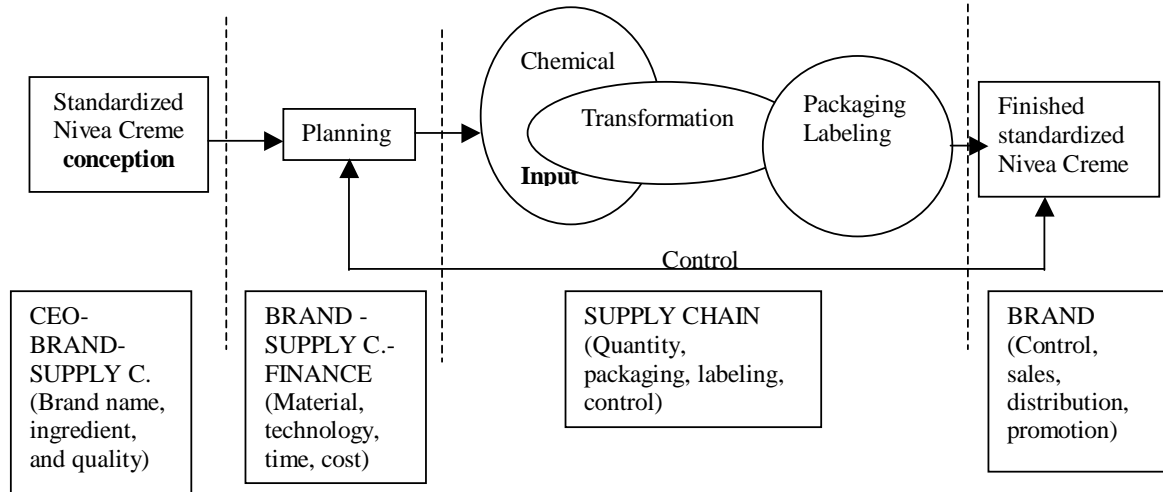 Standardized
Nivea Creme
conception
Planning
Chemical
Input
Transformation
Packaging
Labeling
Finished
standardized
Nivea Creme
Control
CEO-
BRAND-
SUPPLY C.
(Brand name,
ingredient,
and quality)
BRAND -
SUPPLY C.-
FINANCE
(Material,
technology,
time, cost)
SUPPLY CHAIN
(Quantity,
packaging, labeling,
control)
BRAND
(Control,
sales,
distribution,
promotion)